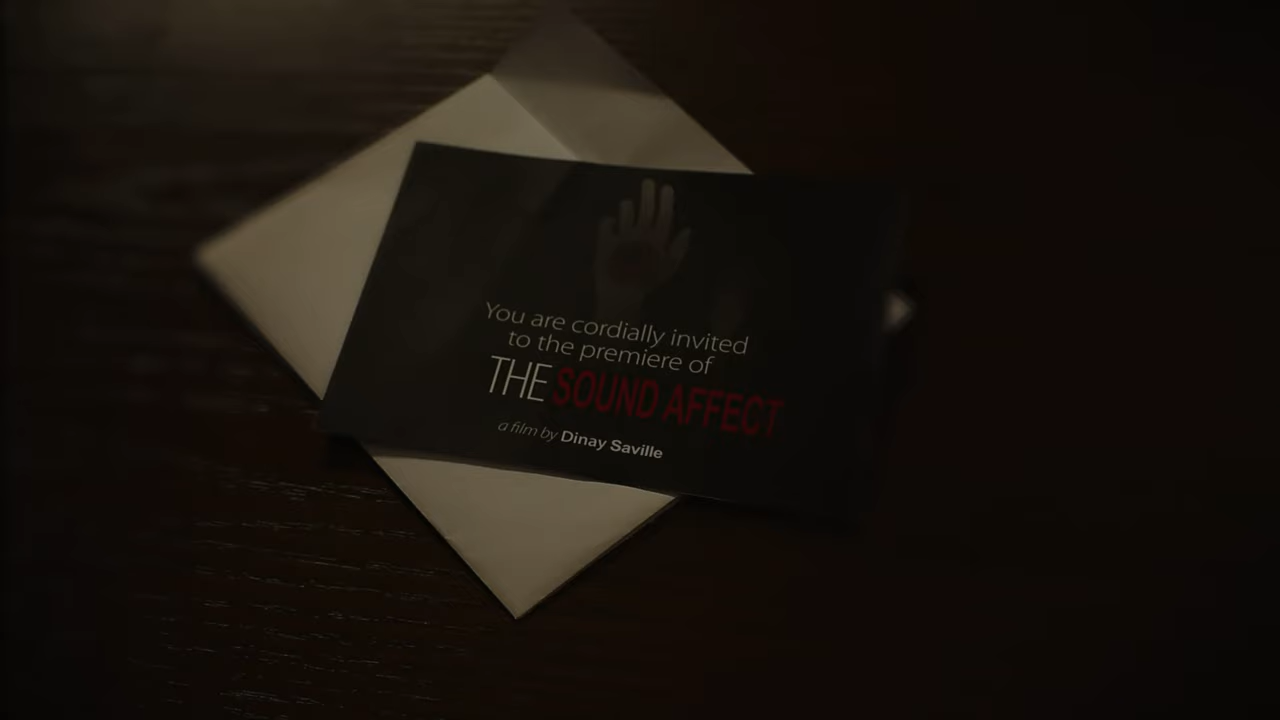 You are cordially invited
to the premiere of
THE SOUND AFFECT
a film by Dinay Saville